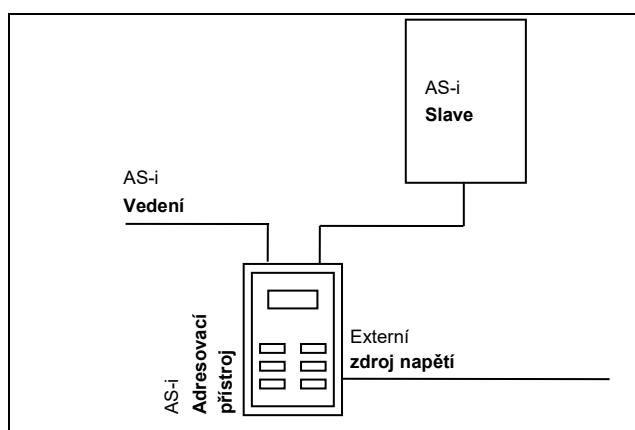 AS-i
Slave
AS-i
Vedení
AS-i
Adresovací
přístroj
Externí
zdroj napětí